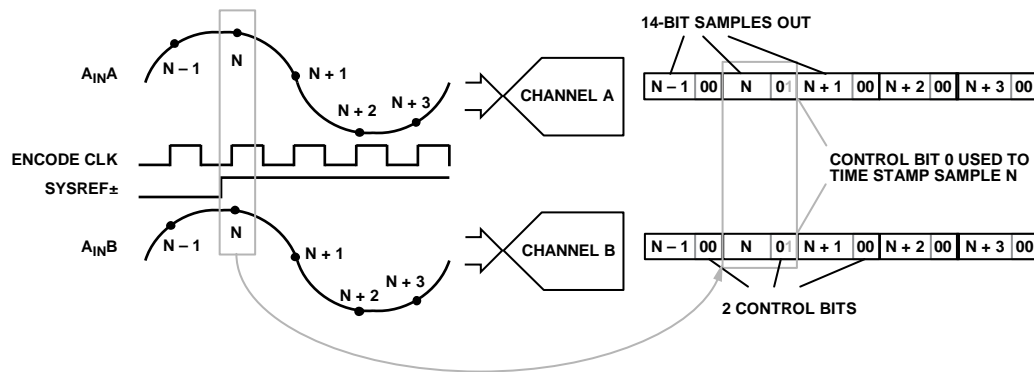 14-BIT SAMPLES OUT
AINA
N – 1
N
N + 1
N + 2
N + 3
CHANNEL A
N – 1 00 N 01 N + 1 00 N + 2 00 N + 3 00
ENCODE CLK
SYSREF±
CONTROL BIT 0 USED TO
TIME STAMP SAMPLE N
AINB
N – 1
N
N + 1
N + 2
N + 3
CHANNEL B
N – 1 00 N 01 N + 1 00 N + 2 00 N + 3 00
2 CONTROL BITS